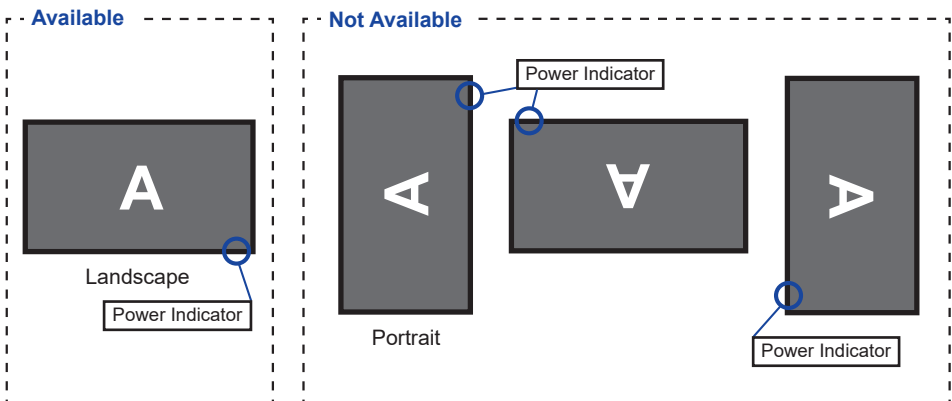 Available
A
Landscape
Power Indicator
Not Available
Power Indicator
A
A
A
Portrait
Power Indicator